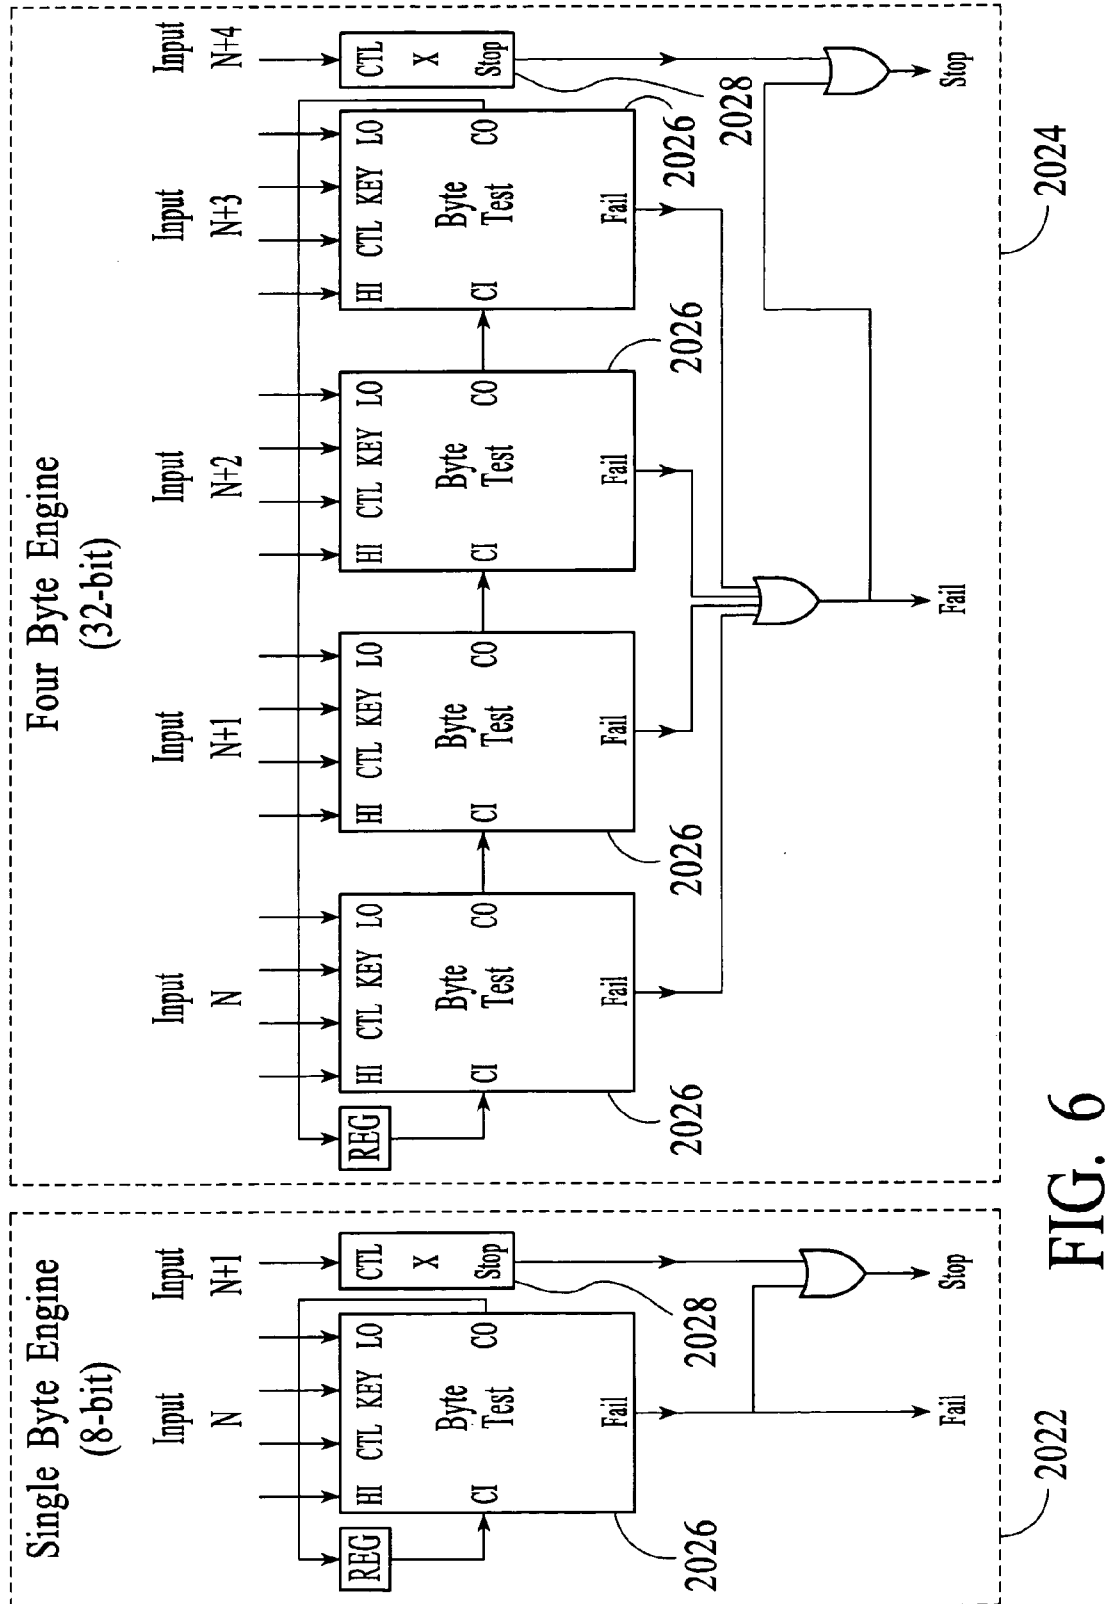 Single Byte Engine
(8-bit)
Input
N
Input
N+1
HI CTL KEY LO
CTL
X
Stop
REG
CI
Byte
Test
CO
Fail
2026
2028
Fail
Stop
2022
Four Byte Engine
(32-bit)
Input
N
Input
N+1
Input
N+2
Input
N+3
Input
N+4
REG
HI CTL KEY LO
CI
Byte
Test
CO
Fail
2026
HI CTL KEY LO
CI
Byte
Test
CO
Fail
2026
HI CTL KEY LO
CI
Byte
Test
CO
Fail
2026
HI CTL KEY LO
CI
Byte
Test
CO
Fail
2026
CTL
X
Stop
2028
Fail
Stop
2024
FIG. 6